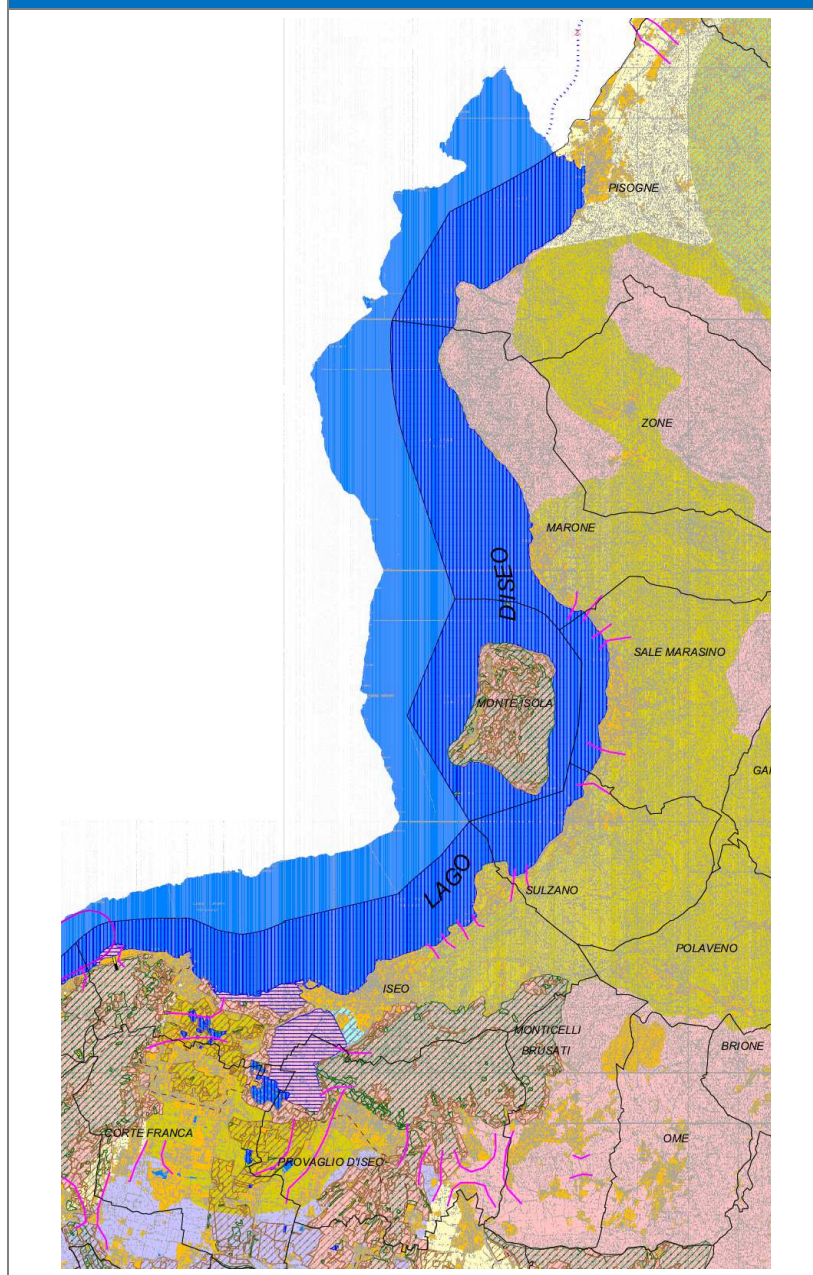 PISOGNE
ZONE
MARONE
D'ISEO
SALE MARASINO
MONTE ISOLA
LAGO
SULZANO
POLAVENO
ISEO
MONTICELLI
BRUSATI
BRIONE
CORTE FRANCA
OME
PROVAGLIO D'ISEO